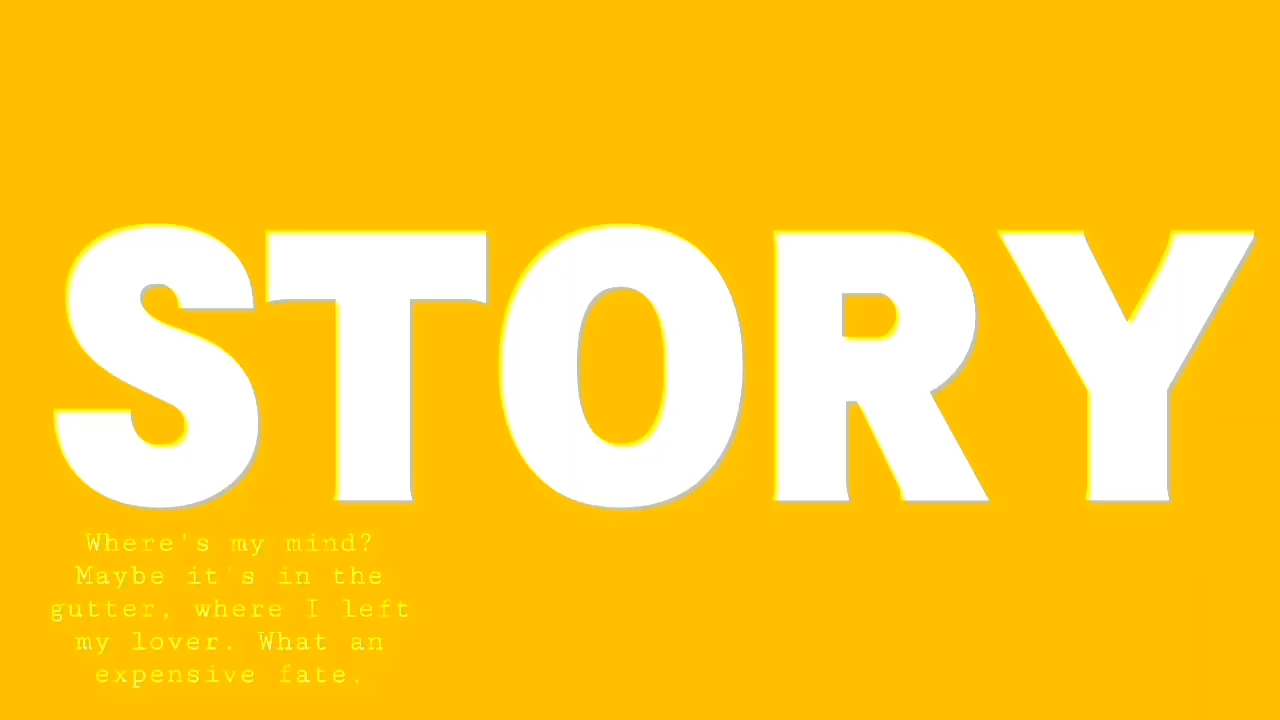 STORY
Where's my mind?
Maybe it's in the
gutter, where I left
my lover. What an
expensive fate.